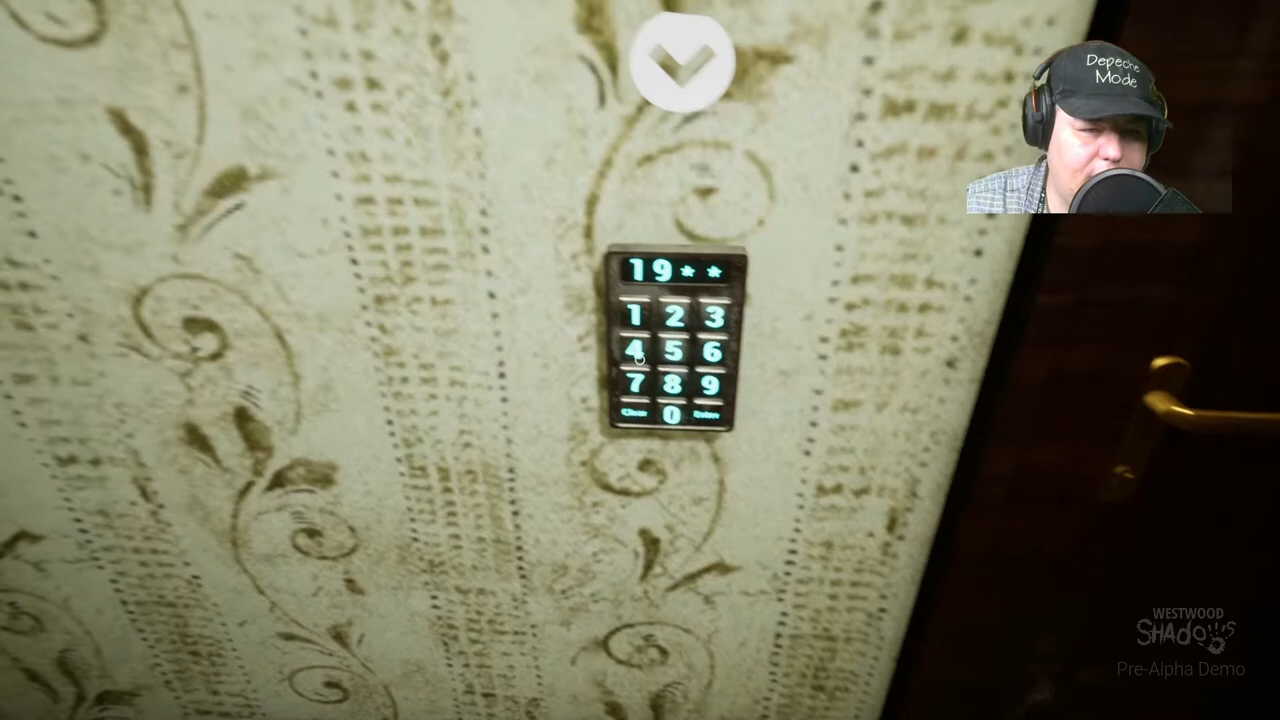 Depeche
Mode
19**
1 2 3
4 5 6
7 8 9
Clear 0 Enter
WESTWOOD
SHADOWS
Pre-Alpha Demo